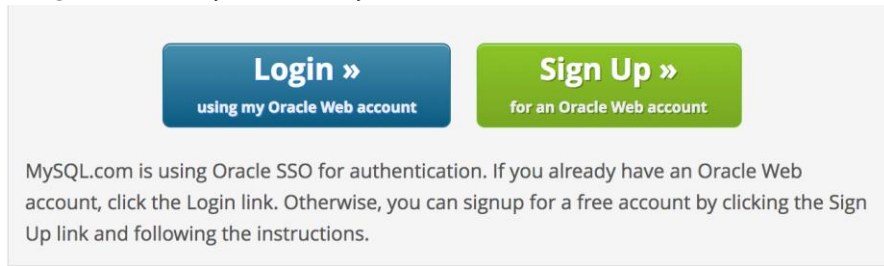 Login »
using my Oracle Web account
Sign Up »
for an Oracle Web account
MySQL.com is using Oracle SSO for authentication. If you already have an Oracle Web
account, click the Login link. Otherwise, you can signup for a free account by clicking the Sign
Up link and following the instructions.